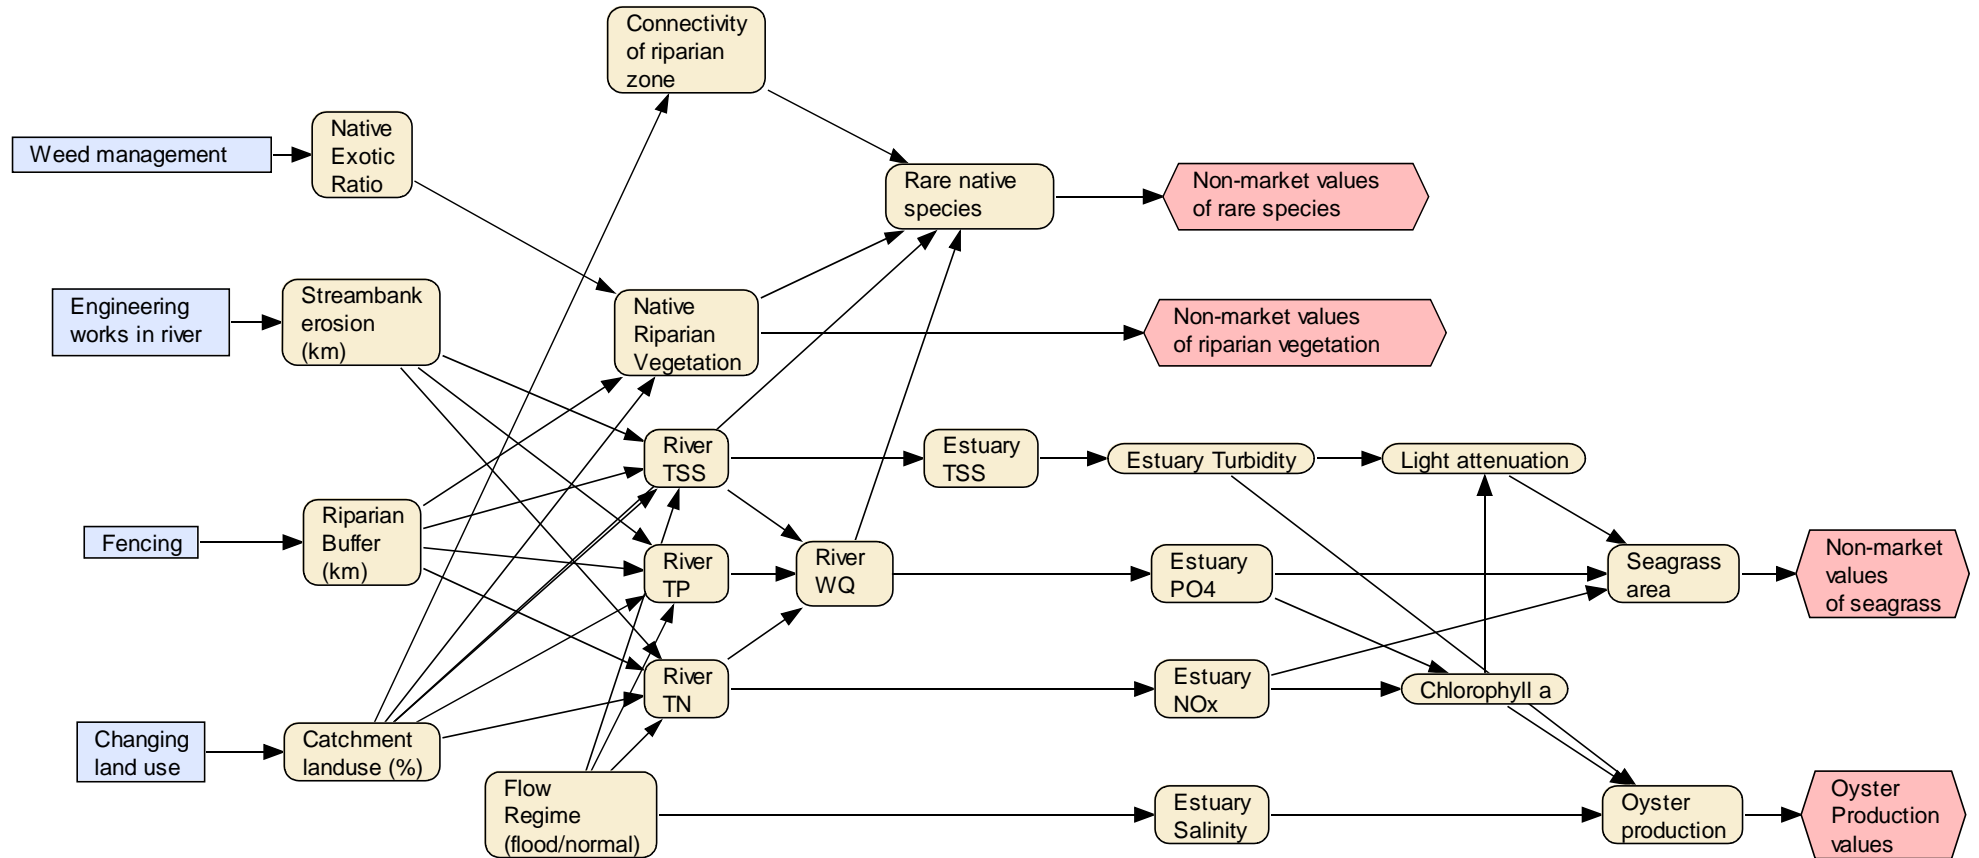 Connectivity
of riparian
zone
Weed management
Native
Exotic
Ratio
Rare native
species
Non-market values
of rare species
Engineering
works in river
Streambank
erosion
(km)
Native
Riparian
Vegetation
Non-market values
of riparian vegetation
River
TSS
Estuary
TSS
Estuary Turbidity
Light attenuation
Fencing
Riparian
Buffer
(km)
River
TP
River
WQ
Estuary
PO4
Seagrass
area
Non-market
values
of seagrass
River
TN
Estuary
NOx
Chlorophyll a
Changing
land use
Catchment
landuse (%)
Flow
Regime
(flood/normal)
Estuary
Salinity
Oyster
production
Oyster
Production
values